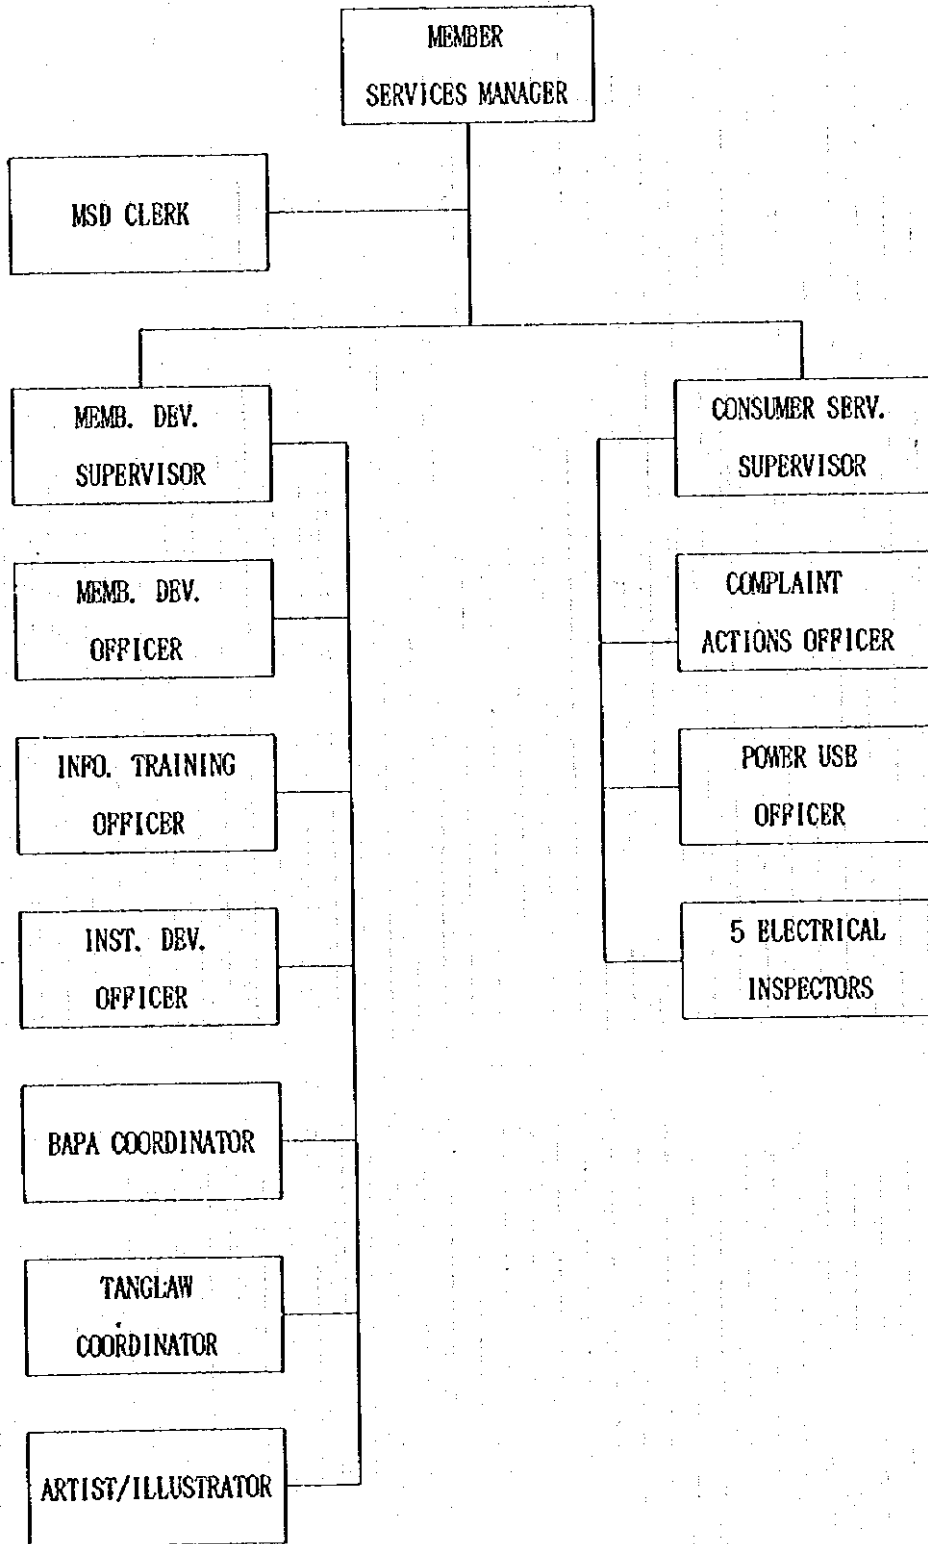 MEMBER
SERVICES MANAGER
MSD CLERK
MEMB. DEV.
SUPERVISOR
MEMB. DEV.
OFFICER
INFO. TRAINING
OFFICER
INST. DEV.
OFFICER
BAPA COORDINATOR
TANGLAW
COORDINATOR
ARTIST/ILLUSTRATOR
CONSUMER SERV.
SUPERVISOR
COMPLAINT
ACTIONS OFFICER
POWER USE
OFFICER
5 ELECTRICAL
INSPECTORS